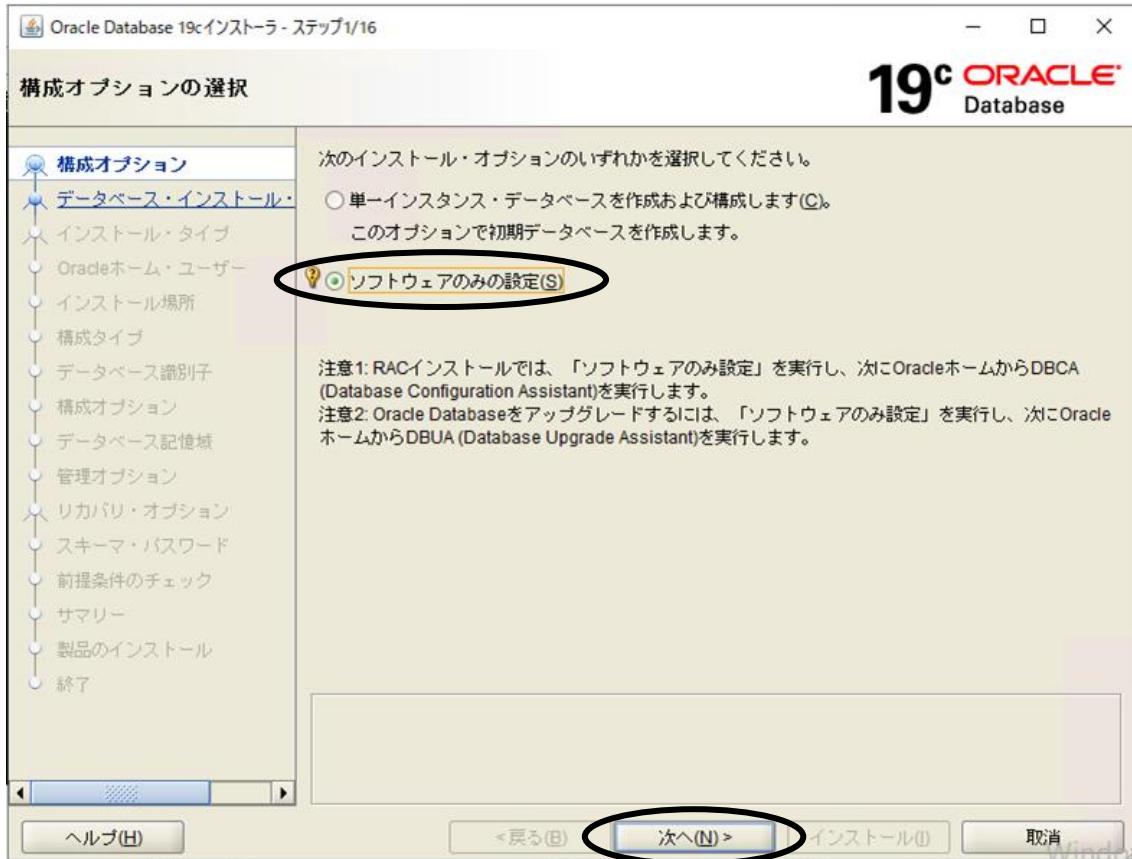 Oracle Database 19cインストーラ - ステップ1/16
構成オプションの選択
19c ORACLE
Database
構成オプション
データベース・インストール・
インストール・タイプ
Oracleホーム・ユーザー
インストール場所
構成タイプ
データベース識別子
構成オプション
データベース記憶域
管理オプション
リカバリ・オプション
スキーマ・パスワード
前提条件のチェック
サマリー
製品のインストール
終了
次のインストール・オプションのいずれかを選択してください。
単一インスタンス・データベースを作成および構成します(C)。
このオプションで初期データベースを作成します。
ソフトウェアのみの設定(S)
注意1: RACインストールでは、「ソフトウェアのみ設定」を実行し、次にOracleホームからDBCA
(Database Configuration Assistant)を実行します。
注意2: Oracle Databaseをアップグレードするには、「ソフトウェアのみ設定」を実行し、次にOracle
ホームからDBUA (Database Upgrade Assistant)を実行します。
ヘルプ(H)
<戻る(B)
次へ(N) >
インストール(I)
取消